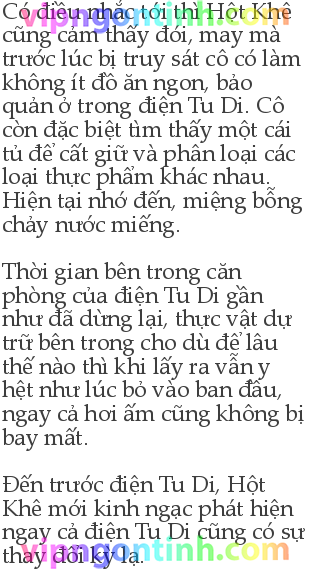 Có điều nhắc tới thì Hột Khê
cũng cảm thấy đói, may mà
trước lúc bị truy sát cô có làm
không ít đồ ăn ngon, bảo
quản ở trong điện Tu Di. Cô
còn đặc biệt tìm thấy một cái
tủ để cất giữ và phân loại các
loại thực phẩm khác nhau.
Hiện tại nhớ đến, miệng bỗng
chảy nước miếng.
Thời gian bên trong căn
phòng của điện Tu Di gần
như đã dừng lại, thực vật dự
trữ bên trong cho dù để lâu
thế nào thì khi lấy ra vẫn y
hệt như lúc bỏ vào ban đầu,
ngay cả hơi ấm cũng không bị
bay mất.
Đến trước điện Tu Di, Hột
Khê mới kinh ngạc phát hiện
ngay cả điện Tu Di cũng có sự
thay đổi kỳ lạ.
vipngontinh.com
vipngontinh.com